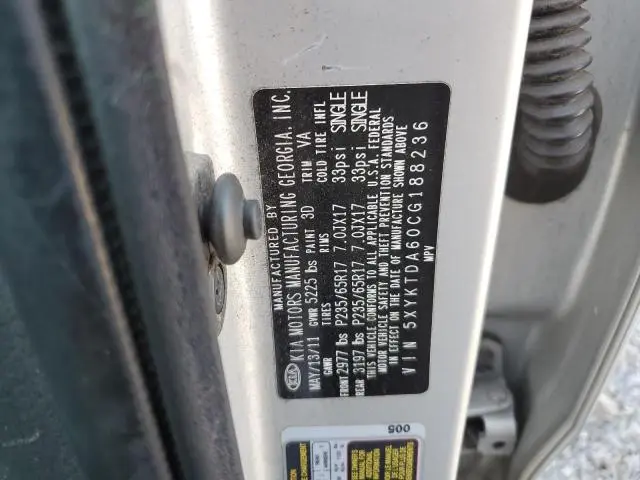 MANUFACTURED BY
KIA KIA MOTORS MANUFACTURING GEORGIA, INC.
MAY/13/11 GVWR 5225 lbs PAINT 3D TRIM VA
GAWR TIRES RIMS COLD TIRE INFL
FRONT 2977 lbs P235/65R17 7.0JX17 33psi SINGLE
REAR 3197 lbs P235/65R17 7.0JX17 33psi SINGLE
THIS VEHICLE CONFORMS TO ALL APPLICABLE U.S.A. FEDERAL
MOTOR VEHICLE SAFETY AND THEFT PREVENTION STANDARDS
IN EFFECT ON THE DATE OF MANUFACTURE SHOWN ABOVE
VIN 5XYKTDA60CG188236
MPV
005